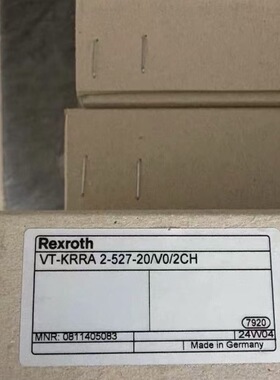 Rexroth
VT-KRRA 2-527-20/V0/2CH
7920
MNR: 0811405083
24W04
Made in Germany